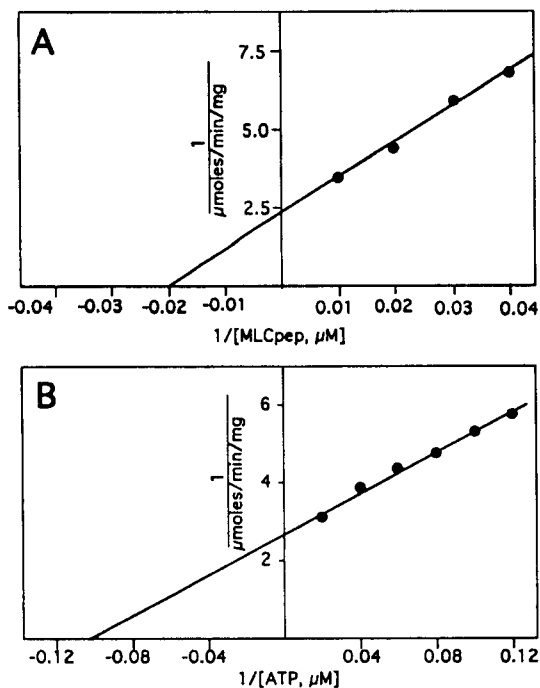 A
7.5
5.0
2.5
1
µmoles/min/mg
-0.04 -0.03 -0.02 -0.01 0.01 0.02 0.03 0.04
1/[MLCpep, µM]
B
6
4
2
1
µmoles/min/mg
-0.12 -0.08 -0.04 0.04 0.08 0.12
1/[ATP, µM]